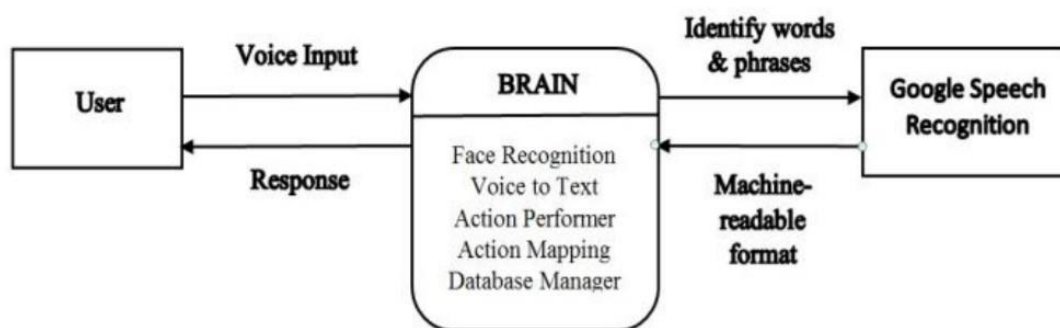 User
Voice Input
Response
BRAIN
Face Recognition
Voice to Text
Action Performer
Action Mapping
Database Manager
Identify words
& phrases
Machine-
readable
format
Google Speech
Recognition